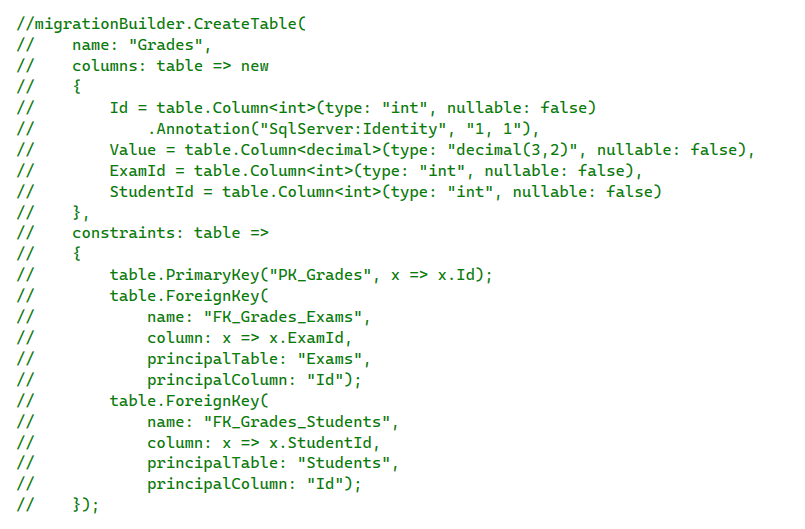 //migrationBuilder.CreateTable(
//    name: "Grades",
//    columns: table => new
//    {
//        Id = table.Column<int>(type: "int", nullable: false)
//            .Annotation("SqlServer:Identity", "1, 1"),
//        Value = table.Column<decimal>(type: "decimal(3,2)", nullable: false),
//        ExamId = table.Column<int>(type: "int", nullable: false),
//        StudentId = table.Column<int>(type: "int", nullable: false)
//    },
//    constraints: table =>
//    {
//        table.PrimaryKey("PK_Grades", x => x.Id);
//        table.ForeignKey(
//            name: "FK_Grades_Exams",
//            column: x => x.ExamId,
//            principalTable: "Exams",
//            principalColumn: "Id");
//        table.ForeignKey(
//            name: "FK_Grades_Students",
//            column: x => x.StudentId,
//            principalTable: "Students",
//            principalColumn: "Id");
//    });